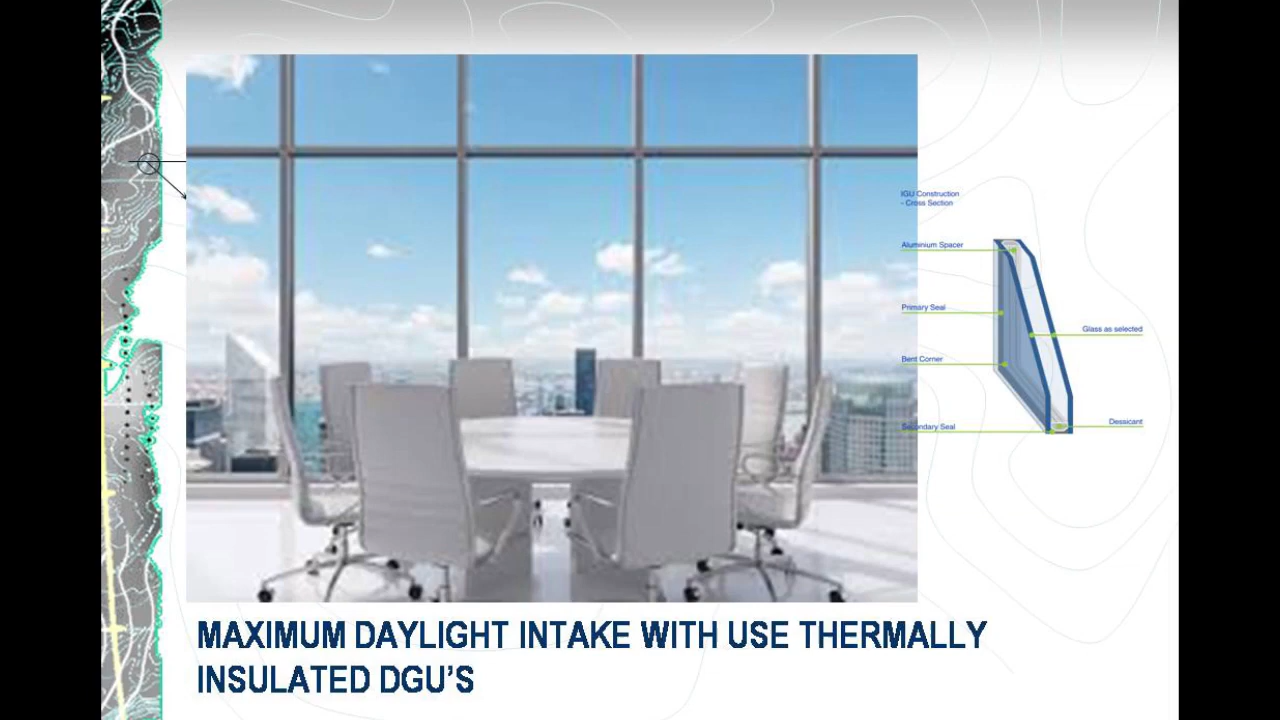 IGU Construction
- Cross Section
Aluminium Spacer
Primary Seal
Glass as selected
Bent Corner
Dessicant
Secondary Seal
MAXIMUM DAYLIGHT INTAKE WITH USE THERMALLY
INSULATED DGU'S